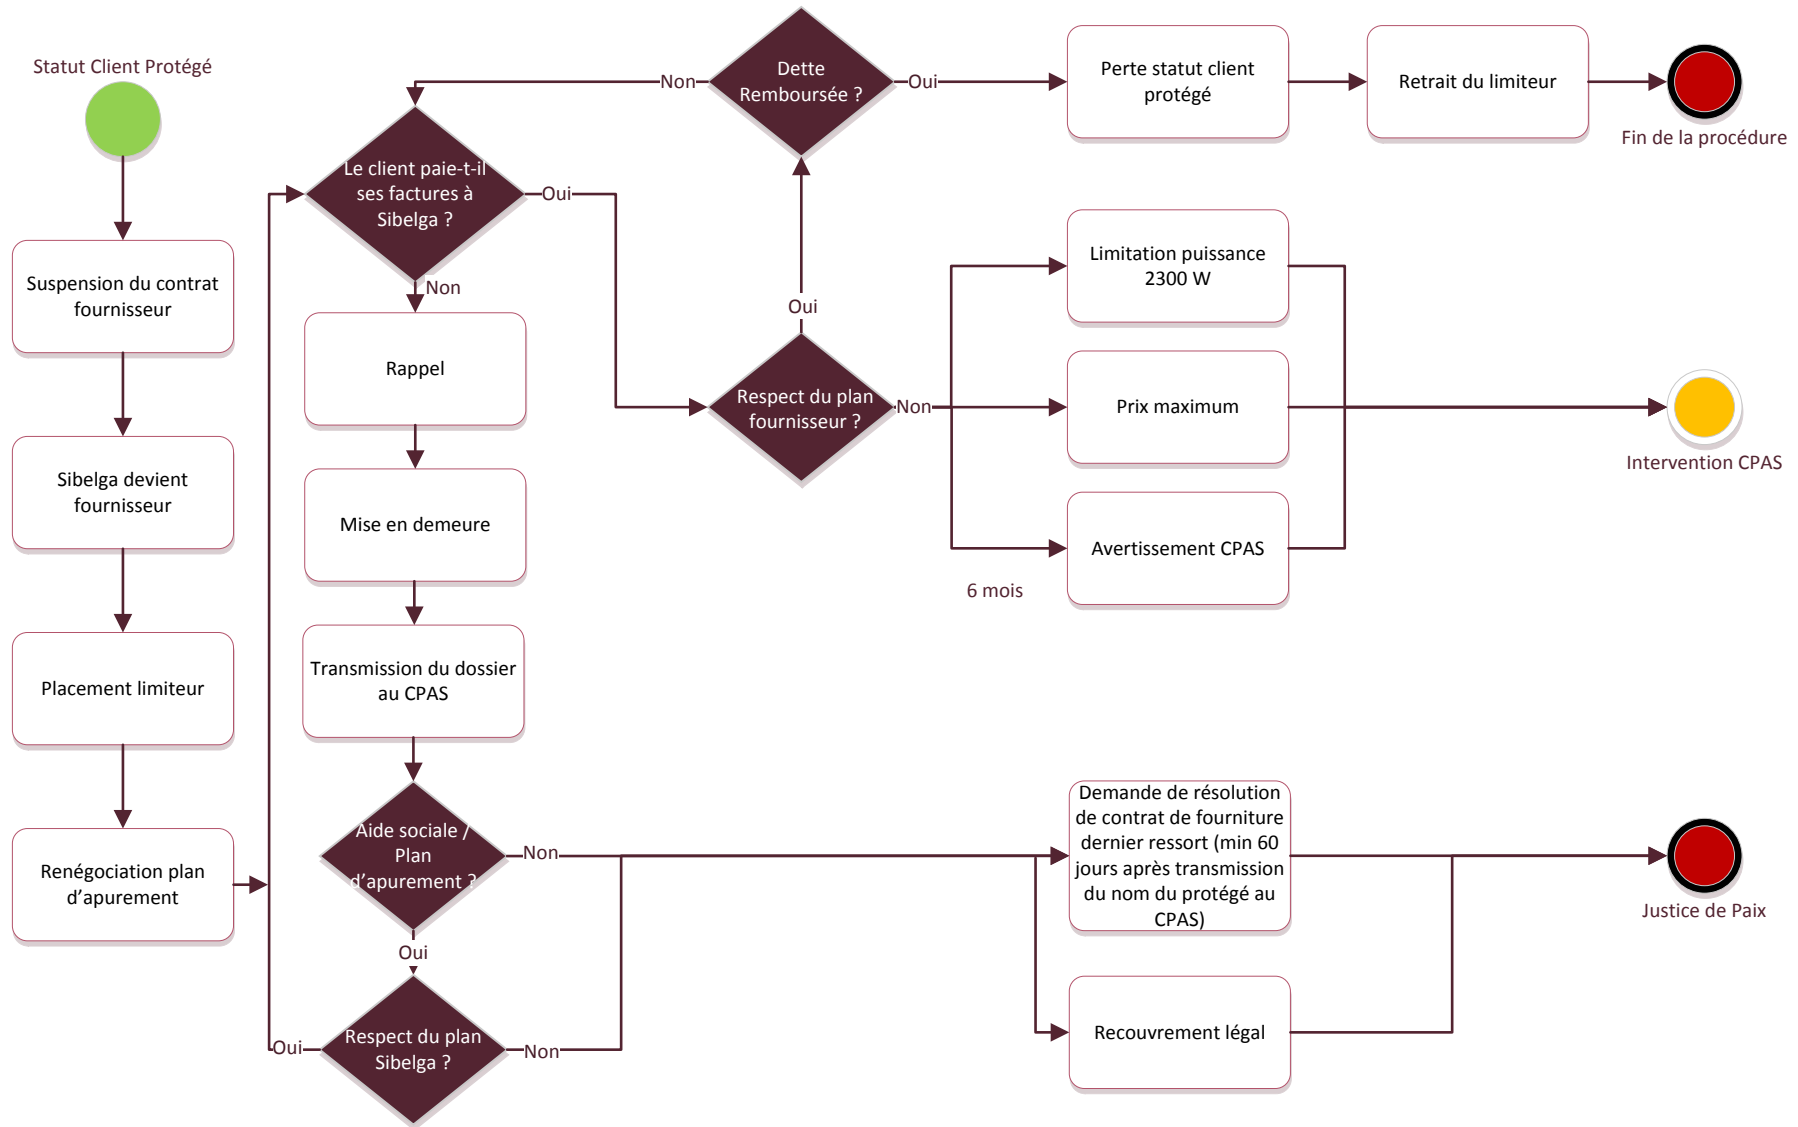 Statut Client Protégé
Suspension du contrat
fournisseur
Sibelga devient
fournisseur
Placement limiteur
Renégociation plan
d'apurement
Le client paie-t-il
ses factures à
Sibelga ?
Oui
Non
Rappel
Mise en demeure
Transmission du dossier
au CPAS
Aide sociale /
Plan
d'apurement ?
Non
Oui
Respect du plan
Sibelga ?
Oui
Non
Dette
Remboursée ?
Non
Oui
Oui
Respect du plan
fournisseur ?
Non
Perte statut client
protégé
Retrait du limiteur
Fin de la procédure
Limitation puissance
2300 W
Prix maximum
Avertissement CPAS
6 mois
Intervention CPAS
Demande de résolution
de contrat de fourniture
dernier ressort (min 60
jours après transmission
du nom du protégé au
CPAS)
Recouvrement légal
Justice de Paix